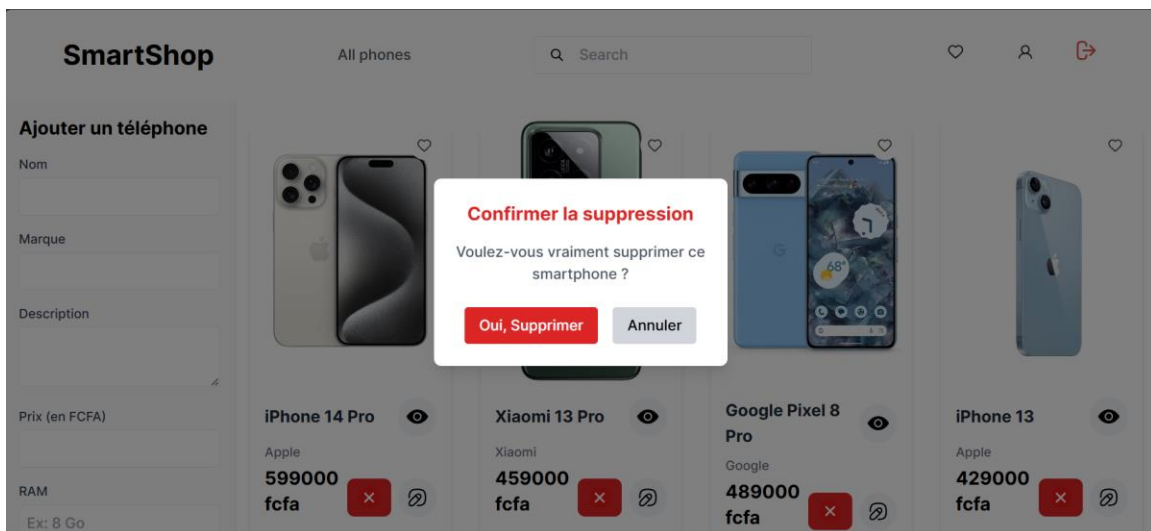 SmartShop
All phones
Search
Ajouter un téléphone
Nom
Marque
Description
Prix (en FCFA)
RAM
Ex: 8 Go
Confirmer la suppression
Voulez-vous vraiment supprimer ce
smartphone ?
Oui, Supprimer
Annuler
68°
G
iPhone 14 Pro
Apple
599000
fcfa
Xiaomi 13 Pro
Xiaomi
459000
fcfa
Google Pixel 8
Pro
Google
489000
fcfa
iPhone 13
Apple
429000
fcfa